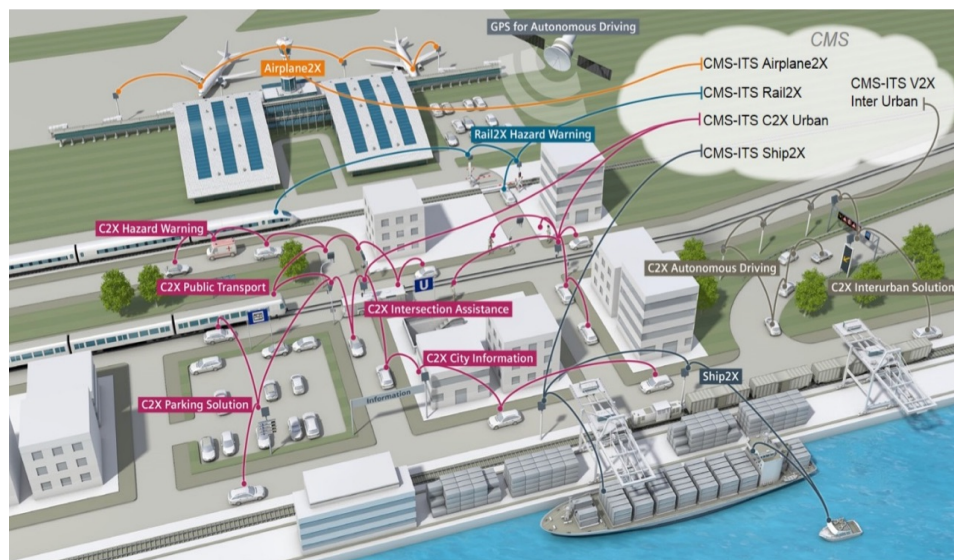 GPS for Autonomous Driving
CMS
Airplane2X
CMS-ITS Airplane2X
CMS-ITS V2X
Inter Urban
CMS-ITS Rail2X
Rail2X Hazard Warning
CMS-ITS C2X Urban
CMS-ITS Ship2X
C2X Hazard Warning
C2X Autonomous Driving
C2X Public Transport
U
C2X Interurban Solution
C2X Intersection Assistance
C2X City Information
Ship2X
C2X Parking Solution
Information